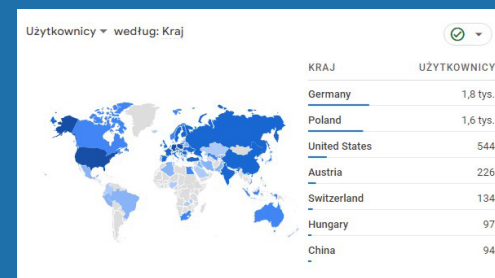 Użytkownicy według: Kraj
KRAJ UŻYTKOWNICY
Germany 1,8 tys.
Poland 1,6 tys.
United States 544
Austria 226
Switzerland 134
Hungary 97
China 94